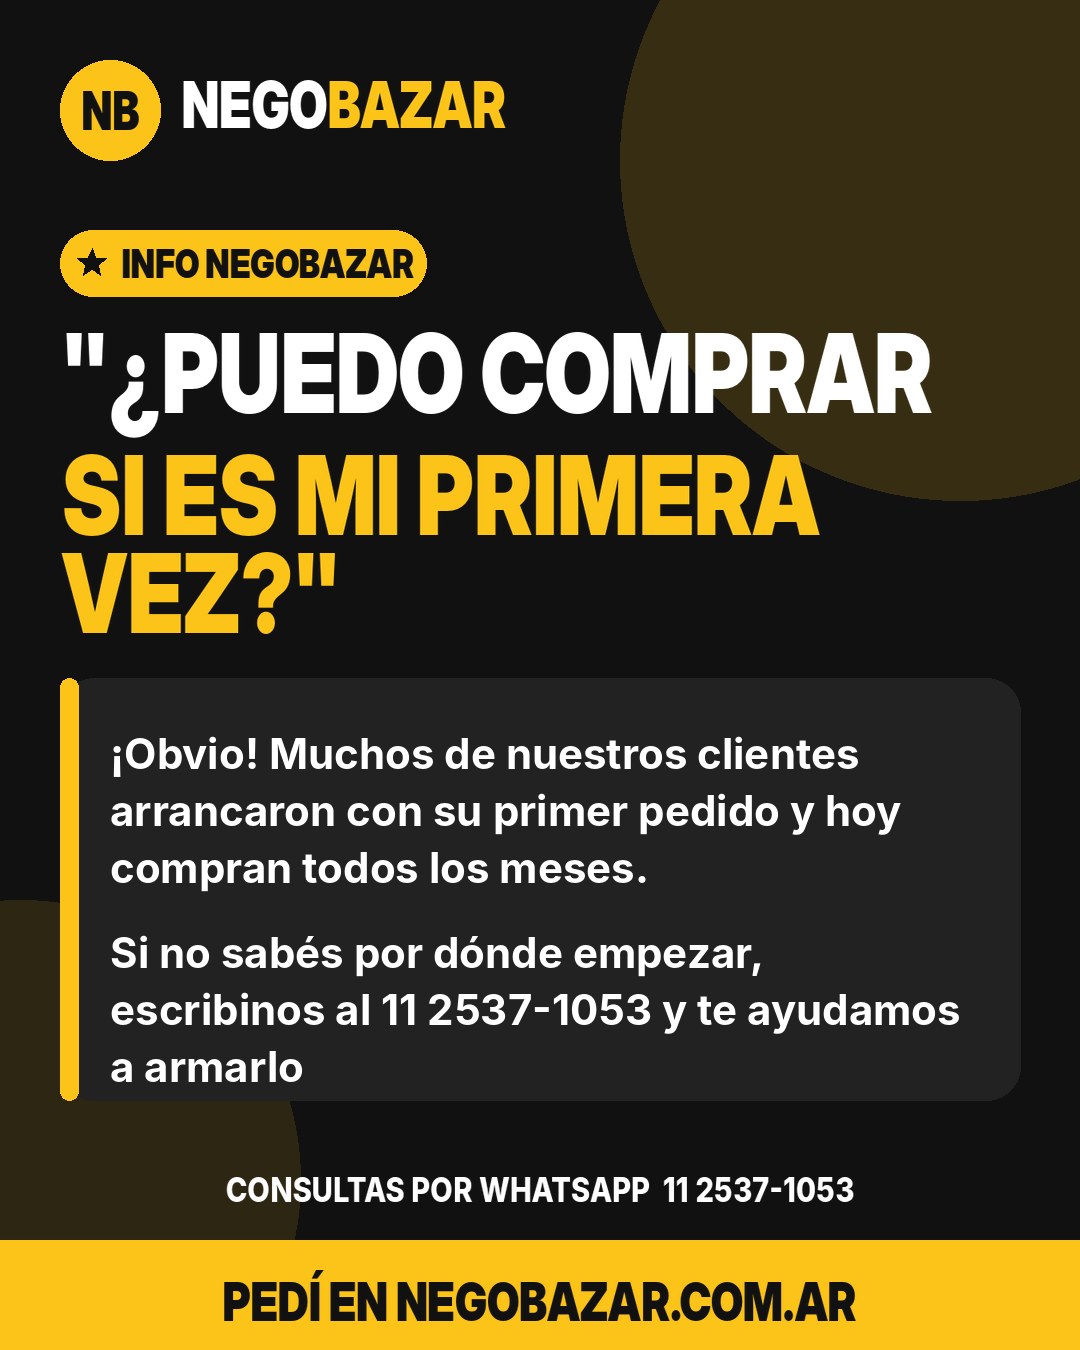 NB NEGOBAZAR
★ INFO NEGOBAZAR
"¿PUEDO COMPRAR
SI ES MI PRIMERA
VEZ?"
¡Obvio! Muchos de nuestros clientes
arrancaron con su primer pedido y hoy
compran todos los meses.
Si no sabés por dónde empezar,
escribinos al 11 2537-1053 y te ayudamos
a armarlo
CONSULTAS POR WHATSAPP 11 2537-1053
PEDÍ EN NEGOBAZAR.COM.AR